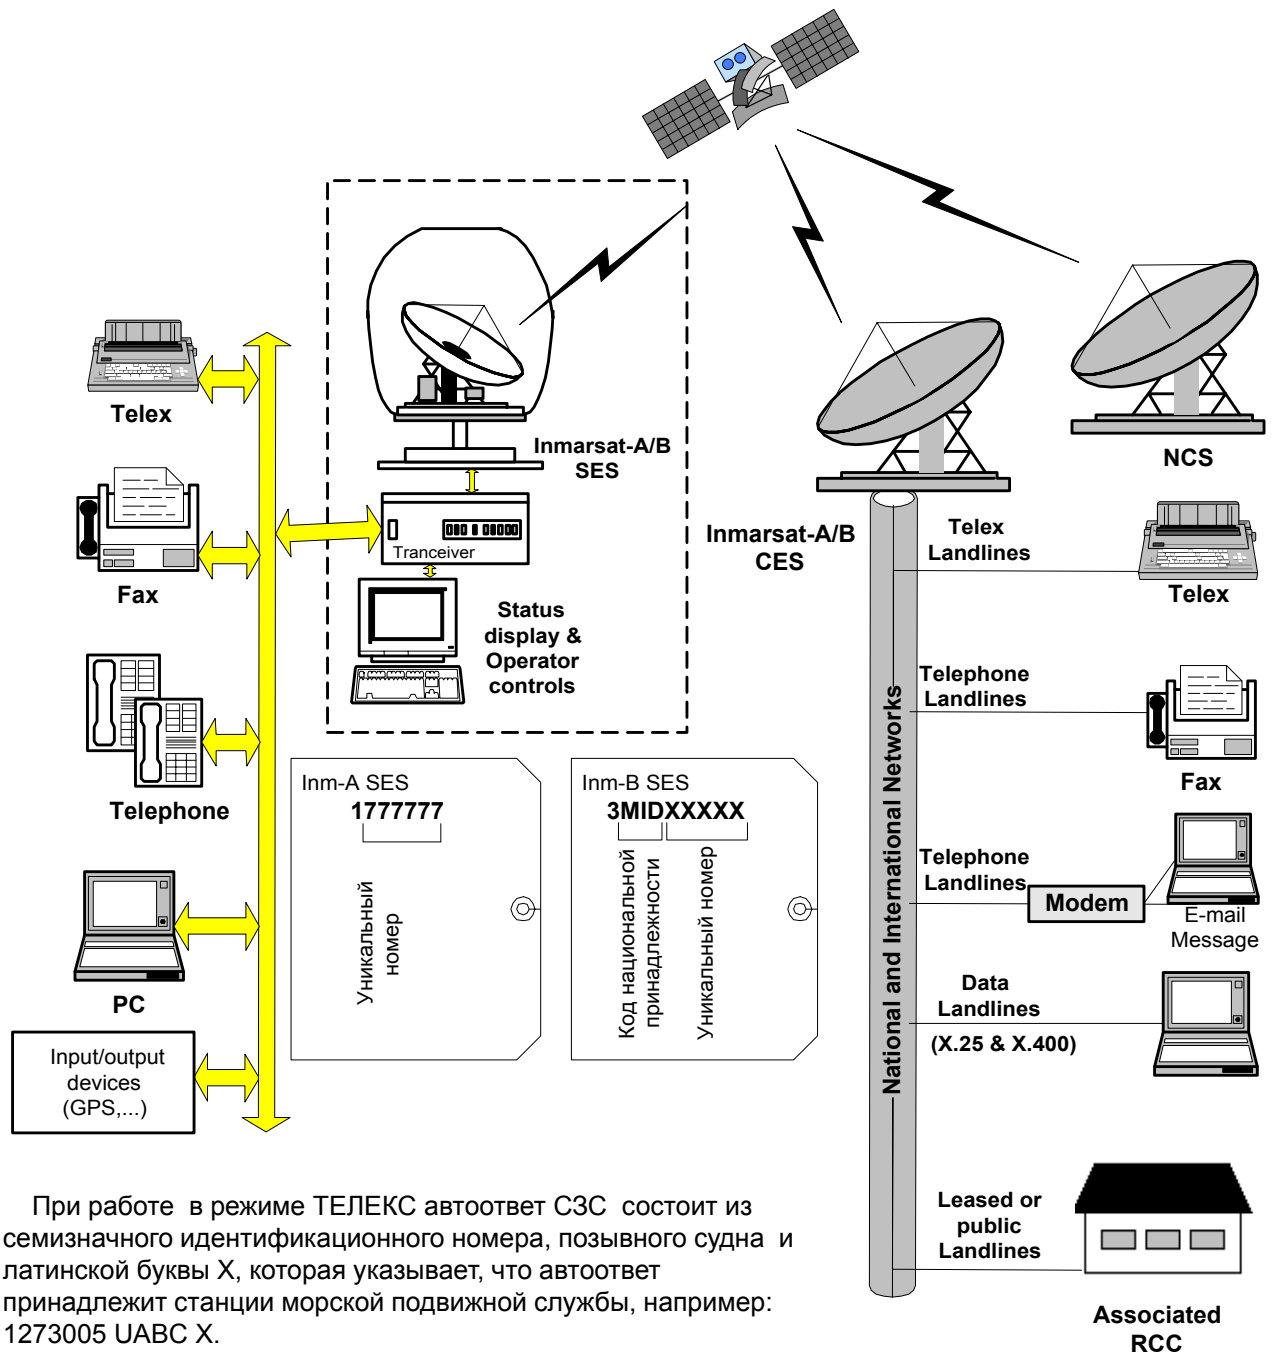 Telex
Fax
Telephone
PC
Input/output
devices
(GPS,...)
Inmarsat-A/B
SES
Tranceiver
Status
display &
Operator
controls
Inm-A SES
1777777
Уникальный
номер
Inm-B SES
3MIDXXXXX
Код национальной
принадлежности
Уникальный номер
Inmarsat-A/B
CES
NCS
National and International Networks
Telex
Landlines
Telex
Telephone
Landlines
Fax
Telephone
Landlines
Modem
E-mail
Message
Data
Landlines
(X.25 & X.400)
Leased or
public
Landlines
Associated
RCC
При работе в режиме ТЕЛЕКС автоответ СЗС состоит из
семизначного идентификационного номера, позывного судна и
латинской буквы X, которая указывает, что автоответ
принадлежит станции морской подвижной службы, например:
1273005 UABC X.